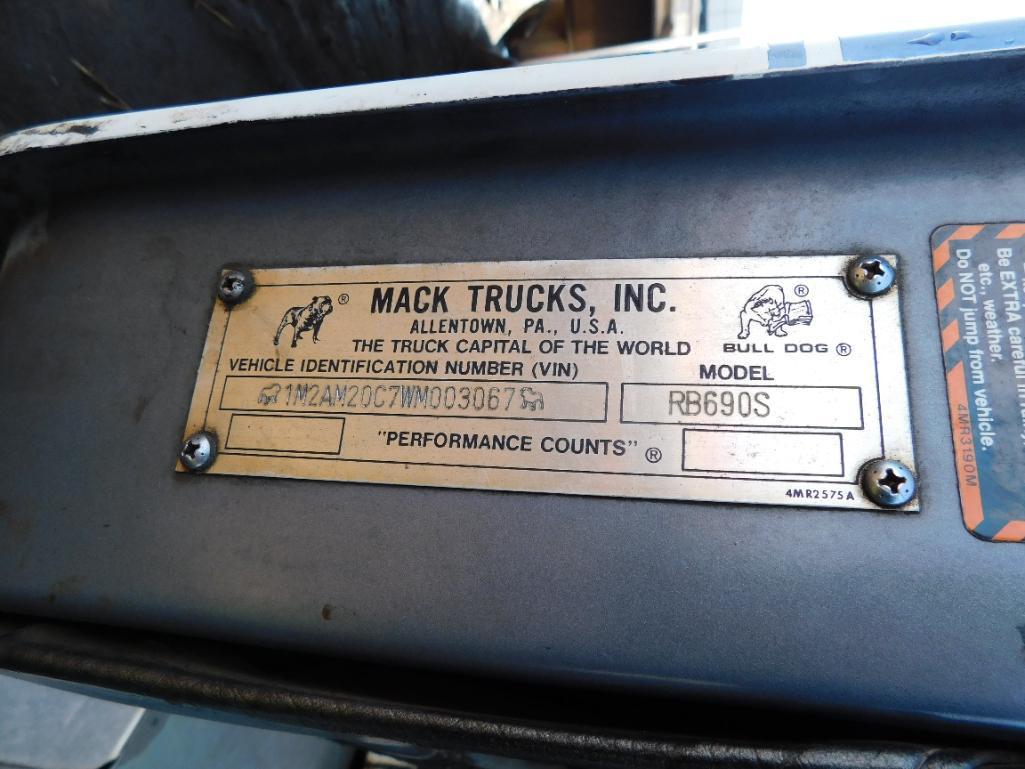 MACK TRUCKS, INC.
ALLENTOWN, PA., U.S.A.
THE TRUCK CAPITAL OF THE WORLD
BULL DOG ®
®
®
VEHICLE IDENTIFICATION NUMBER (VIN)
MODEL
1M2AM20C7WM003067
RB690S
"PERFORMANCE COUNTS" ®
4MR2575A
Be EXTRA careful in
etc., weather.
Do NOT jump from vehicle.
4MR3190M